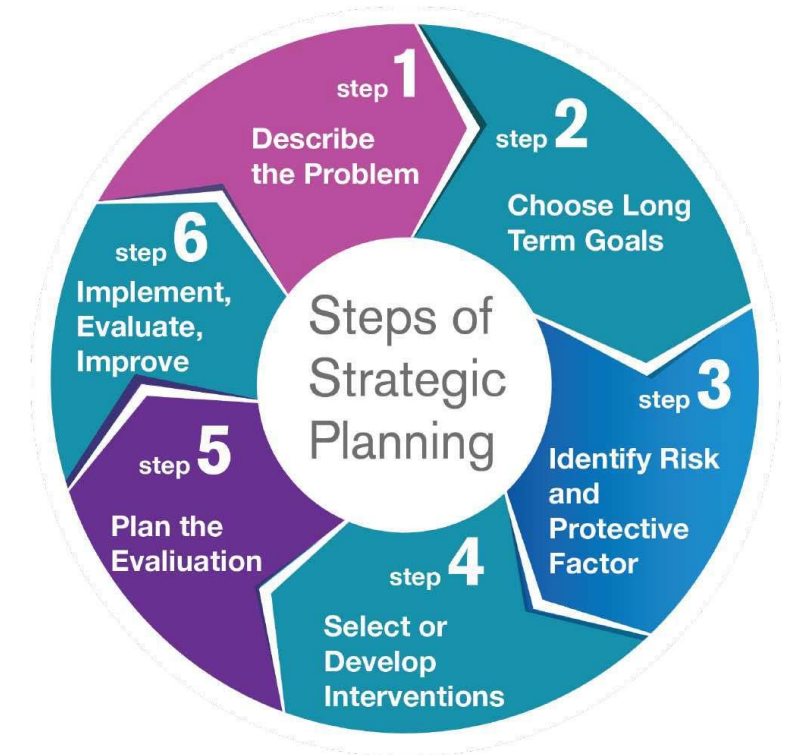 step 1
Describe
the Problem
step 2
Choose Long
Term Goals
step 3
Identify Risk
and
Protective
Factor
step 4
Select or
Develop
Interventions
step 5
Plan the
Evaliuation
step 6
Implement,
Evaluate,
Improve
Steps of
Strategic
Planning